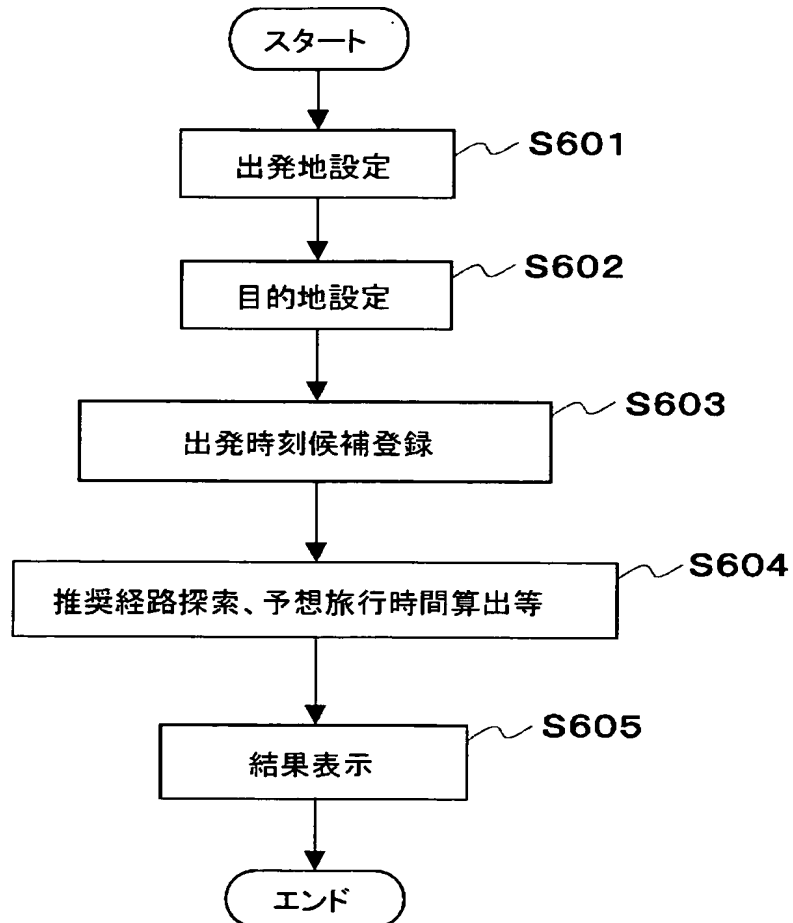 スタート
出発地設定
S601
目的地設定
S602
出発時刻候補登録
S603
推奨経路探索、予想旅行時間算出等
S604
結果表示
S605
エンド